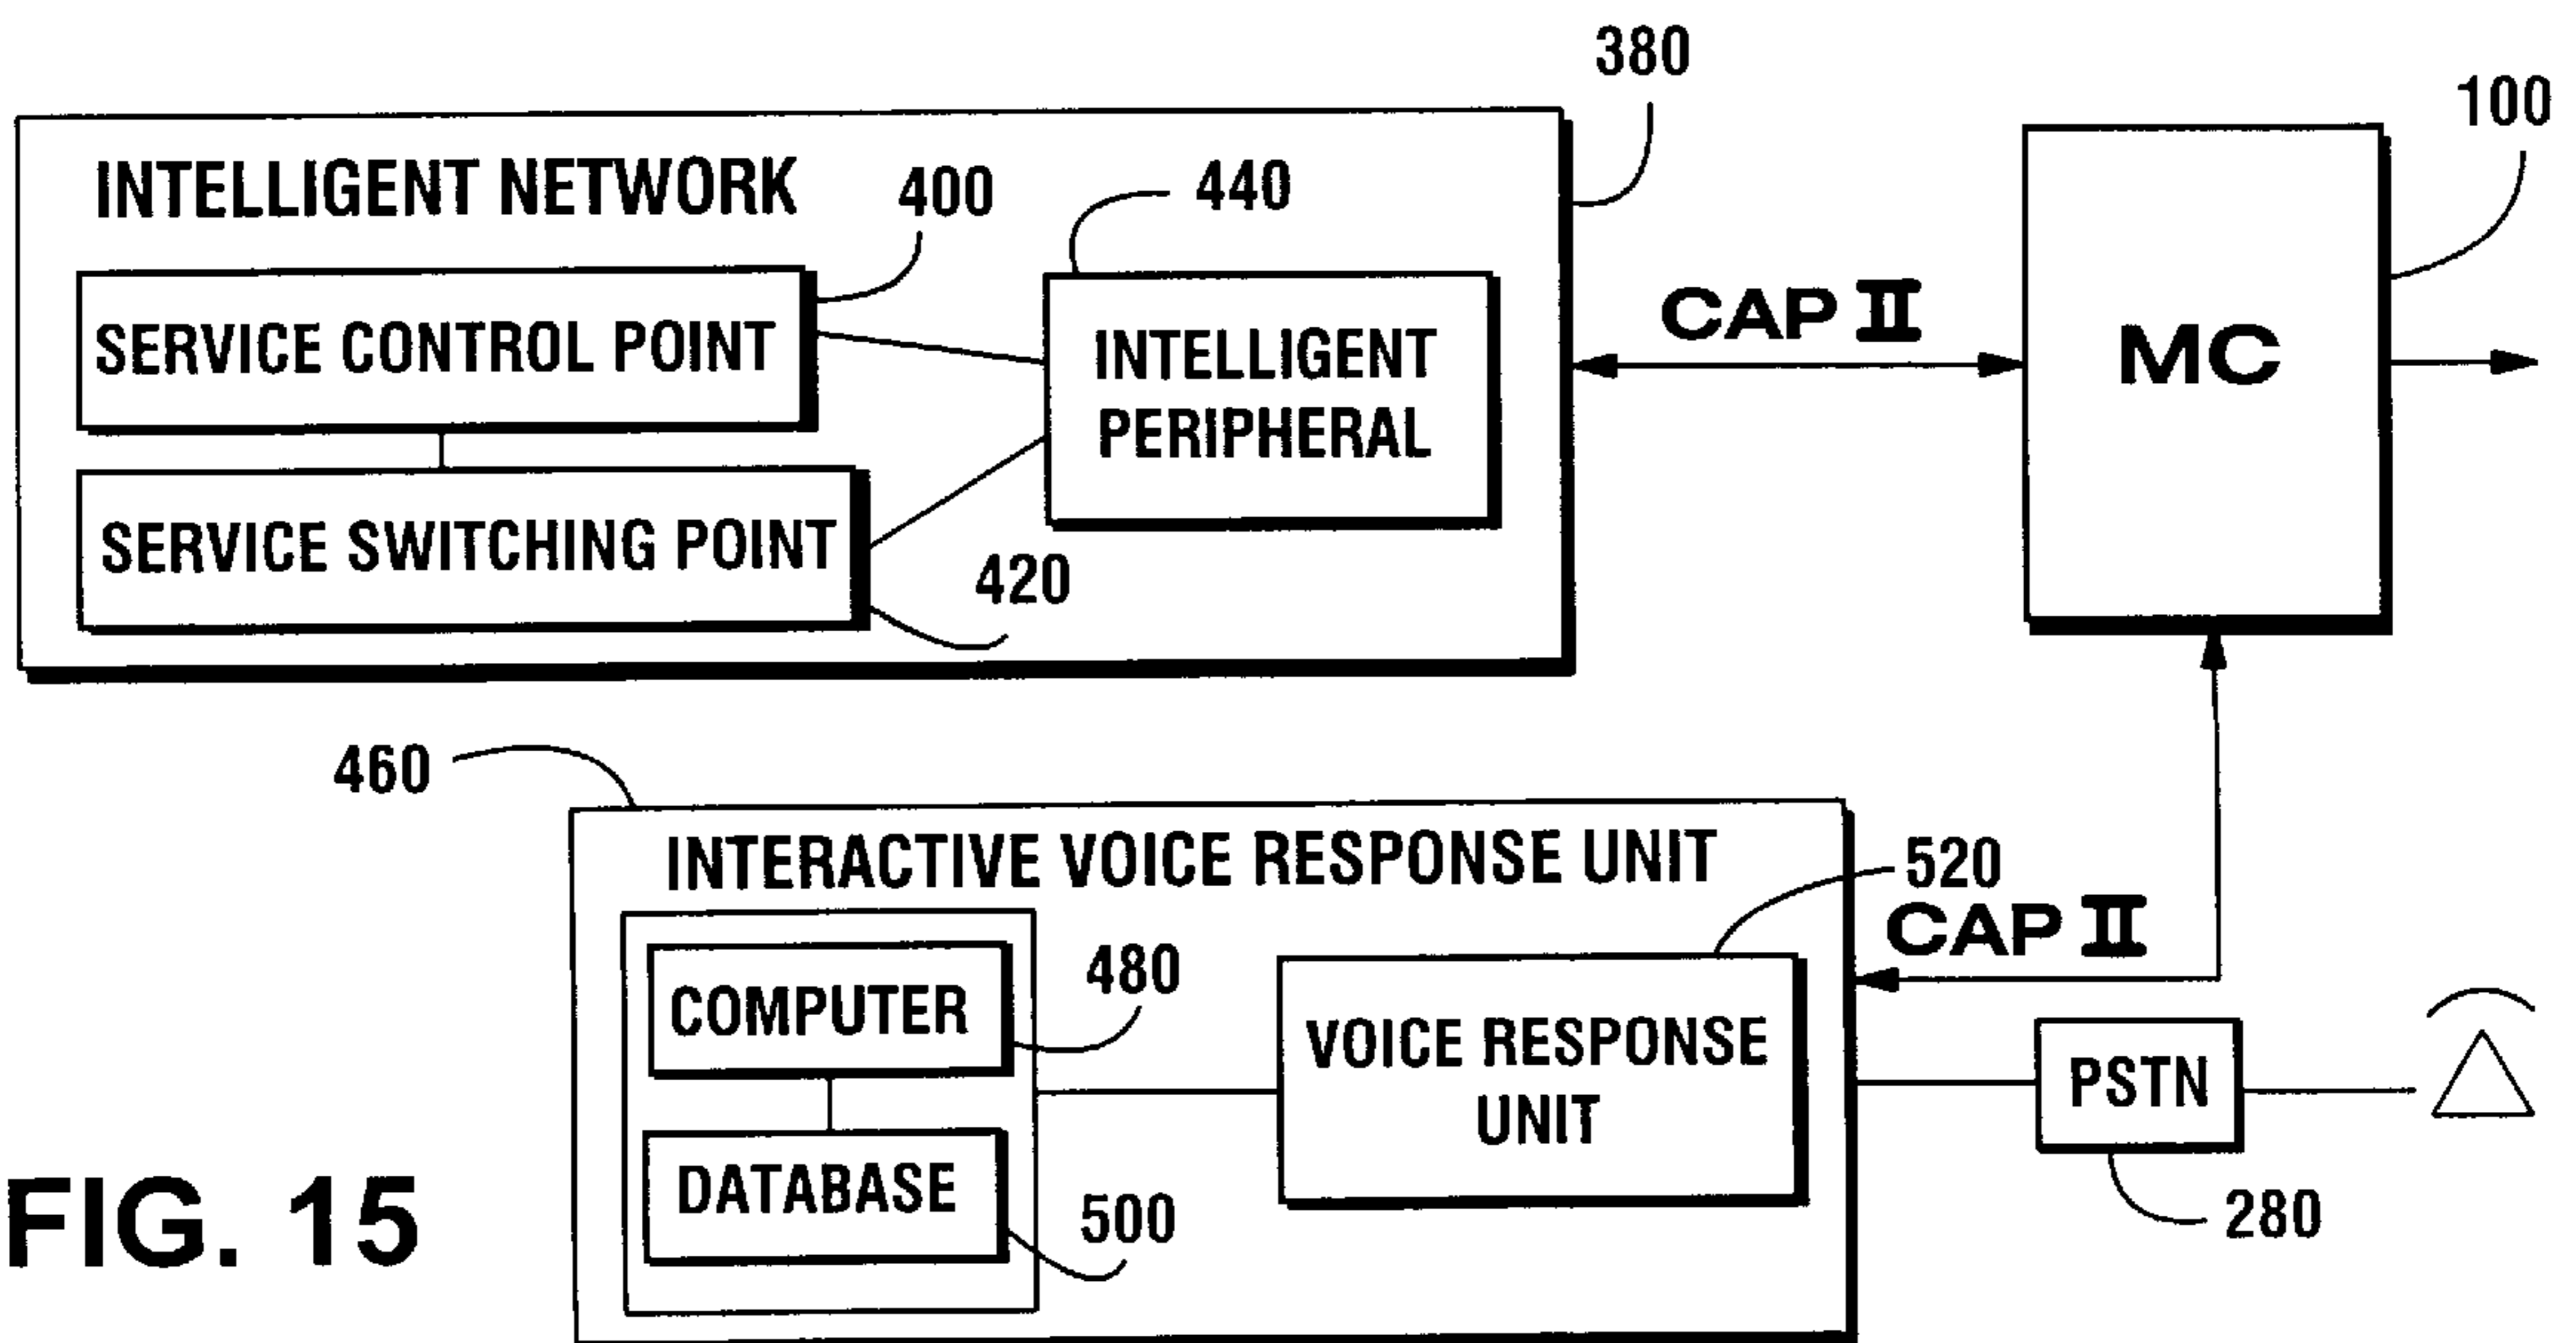 380
100
INTELLIGENT NETWORK
400
440
SERVICE CONTROL POINT
INTELLIGENT
PERIPHERAL
CAP II
MC
SERVICE SWITCHING POINT
420
460
INTERACTIVE VOICE RESPONSE UNIT
520
CAP II
COMPUTER
480
VOICE RESPONSE
UNIT
PSTN
DATABASE
500
280
FIG. 15